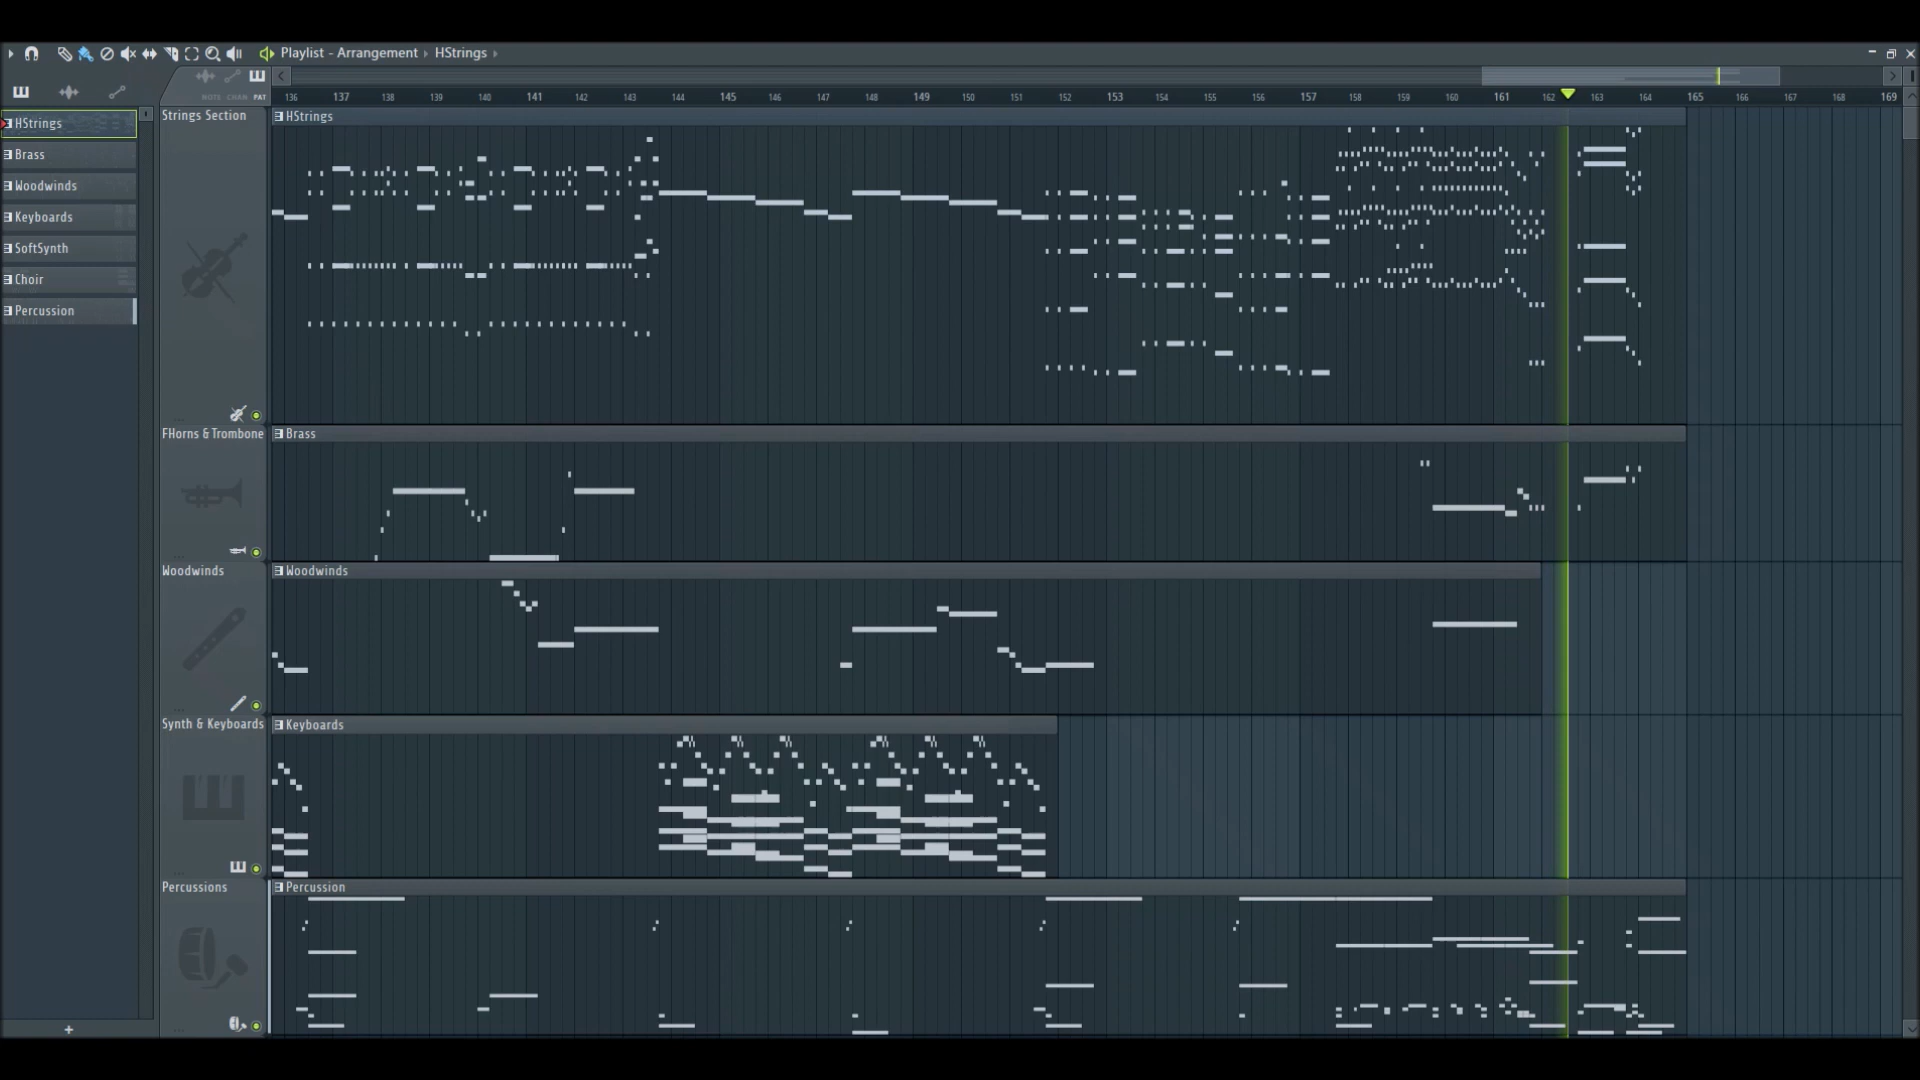 Playlist - Arrangement › HStrings ›
NOTE CHAN PAT
136 137 138 139 140 141 142 143 144 145 146 147 148 149 150 151 152 153 154 155 156 157 158 159 160 161 162 163 164 165 166 167 168 169
HStrings
Brass
Woodwinds
Keyboards
SoftSynth
Choir
Percussion
+
Strings Section
HStrings
FHorns & Trombone
Brass
Woodwinds
Woodwinds
Synth & Keyboards
Keyboards
Percussions
Percussion